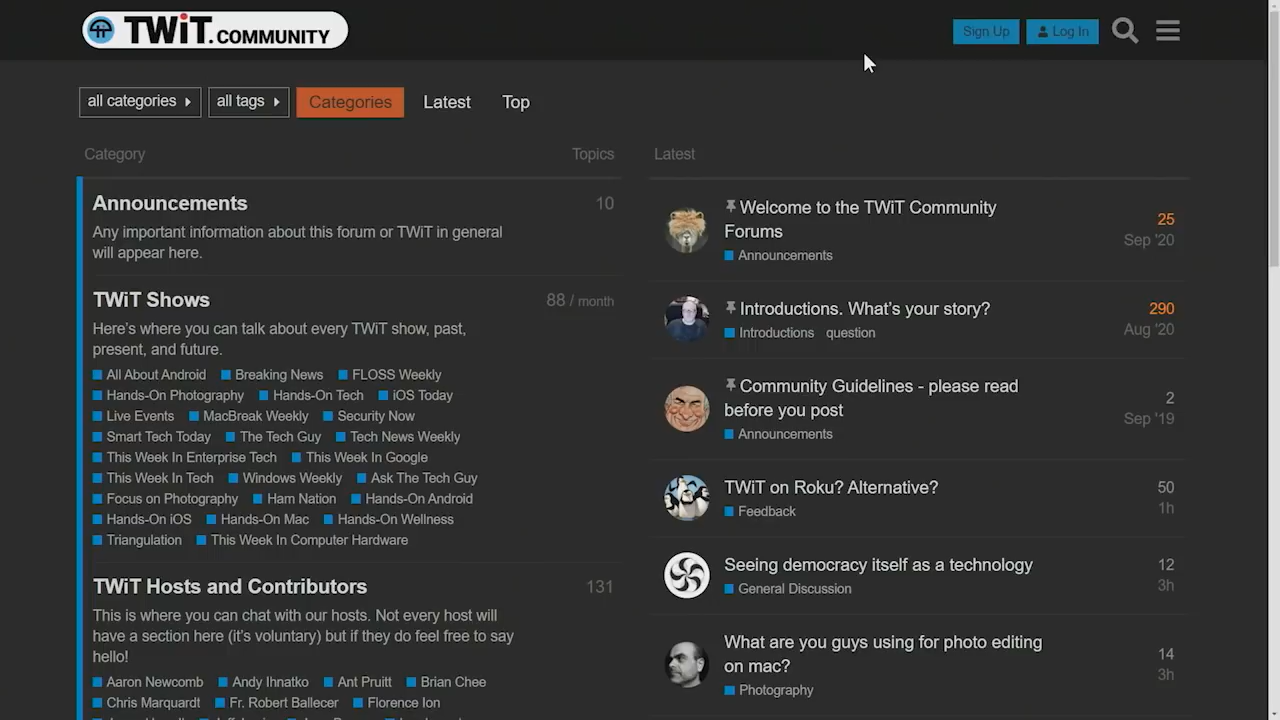 TWiT.COMMUNITY
Sign Up
Log In
all categories
all tags
Categories
Latest
Top
Category
Topics
Announcements
10
Any important information about this forum or TWiT in general
will appear here.
TWiT Shows
88 / month
Here's where you can talk about every TWiT show, past,
present, and future.
All About Android Breaking News FLOSS Weekly
Hands-On Photography Hands-On Tech iOS Today
Live Events MacBreak Weekly Security Now
Smart Tech Today The Tech Guy Tech News Weekly
This Week In Enterprise Tech This Week In Google
This Week In Tech Windows Weekly Ask The Tech Guy
Focus on Photography Ham Nation Hands-On Android
Hands-On iOS Hands-On Mac Hands-On Wellness
Triangulation This Week In Computer Hardware
TWiT Hosts and Contributors
131
This is where you can chat with our hosts. Not every host will
have a section here (it's voluntary) but if they do feel free to say
hello!
Aaron Newcomb Andy Ihnatko Ant Pruitt Brian Chee
Chris Marquardt Fr. Robert Ballecer Florence Ion
Latest
Welcome to the TWiT Community
Forums
Announcements
25
Sep '20
Introductions. What's your story?
Introductions question
290
Aug '20
Community Guidelines - please read
before you post
Announcements
2
Sep '19
TWiT on Roku? Alternative?
Feedback
50
1h
Seeing democracy itself as a technology
General Discussion
12
3h
What are you guys using for photo editing
on mac?
Photography
14
3h